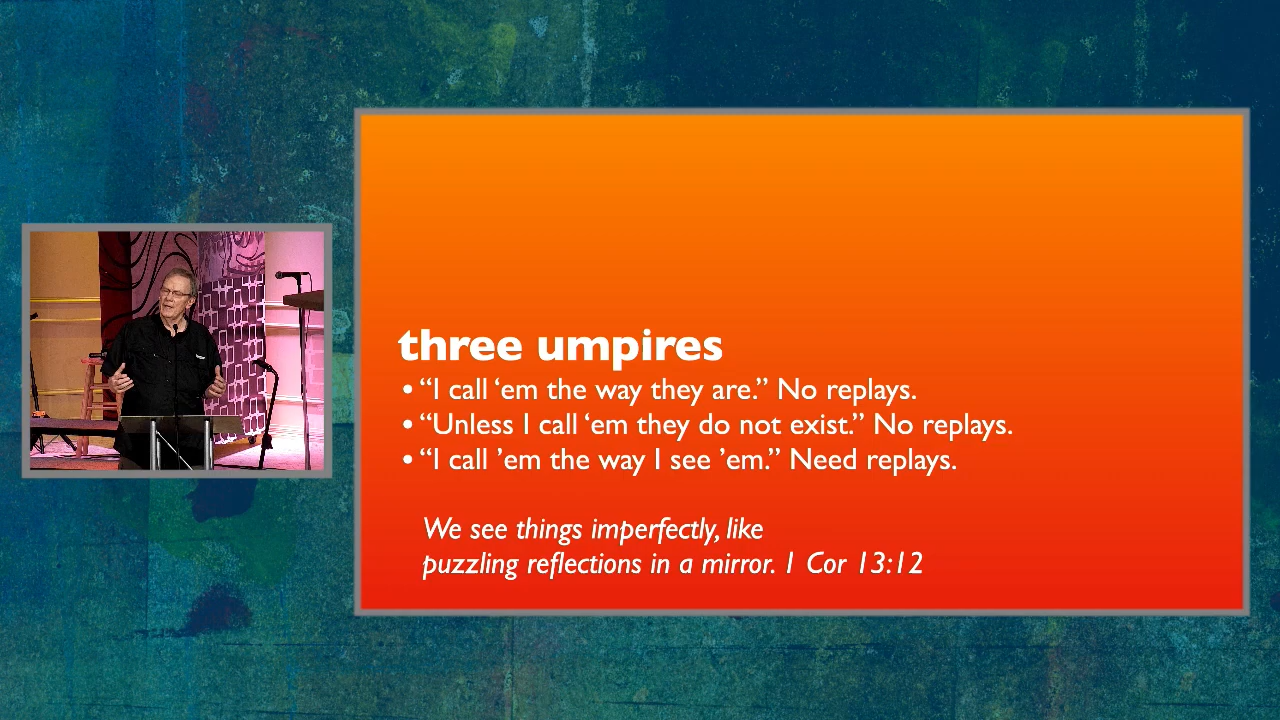 three umpires
• “I call ‘em the way they are.” No replays.
• “Unless I call ‘em they do not exist.” No replays.
• “I call ’em the way I see ’em.” Need replays.
We see things imperfectly, like
puzzling reflections in a mirror. 1 Cor 13:12